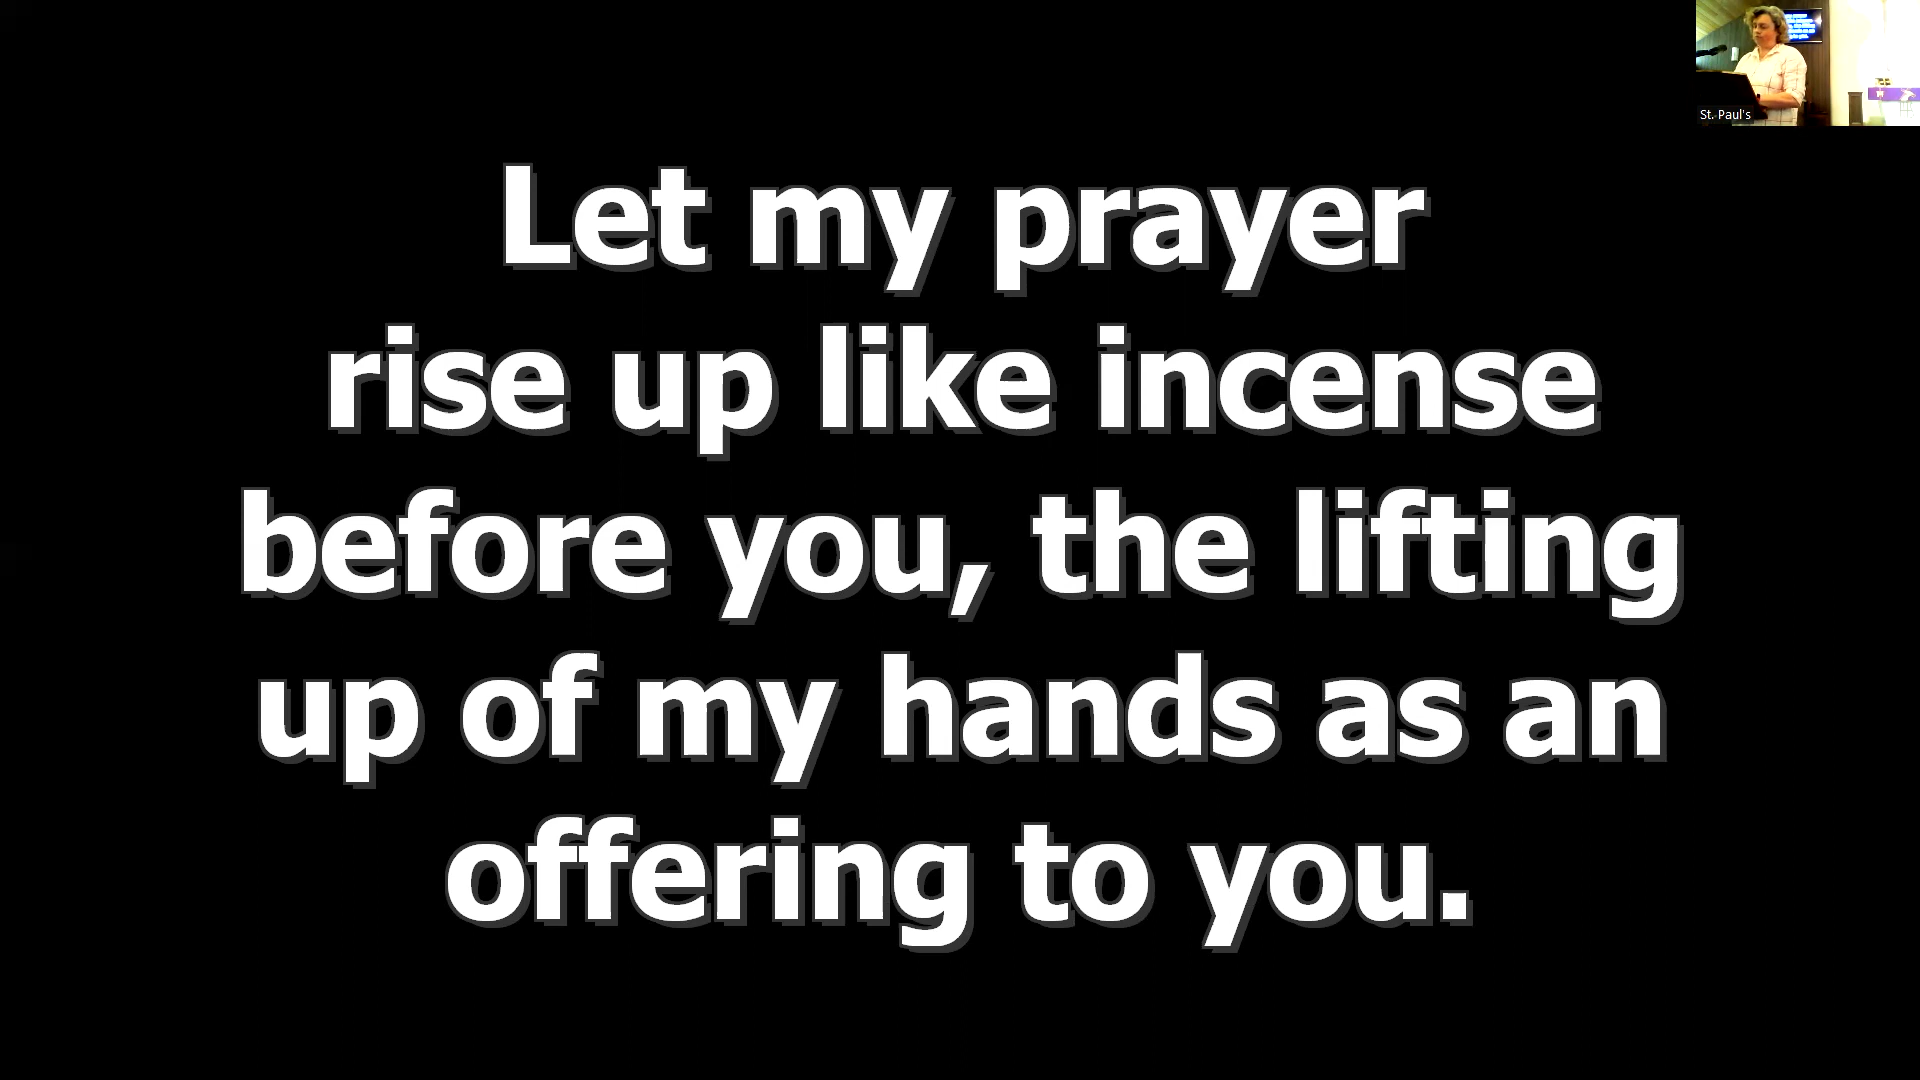 St. Paul's
Let my prayer
rise up like incense
before you, the lifting
up of my hands as an
offering to you.